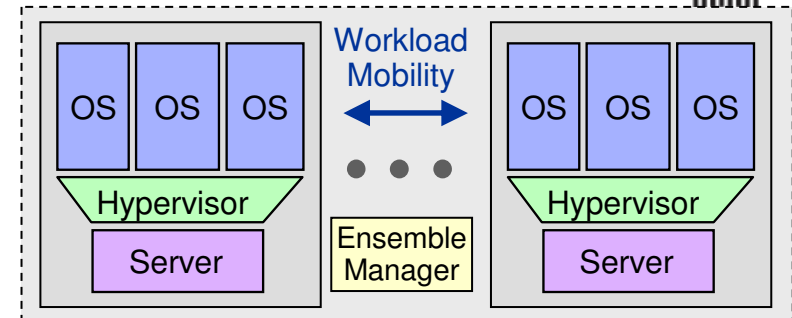 Workload
Mobility
OS OS OS
OS OS OS
Hypervisor
Hypervisor
Ensemble
Manager
Server
Server